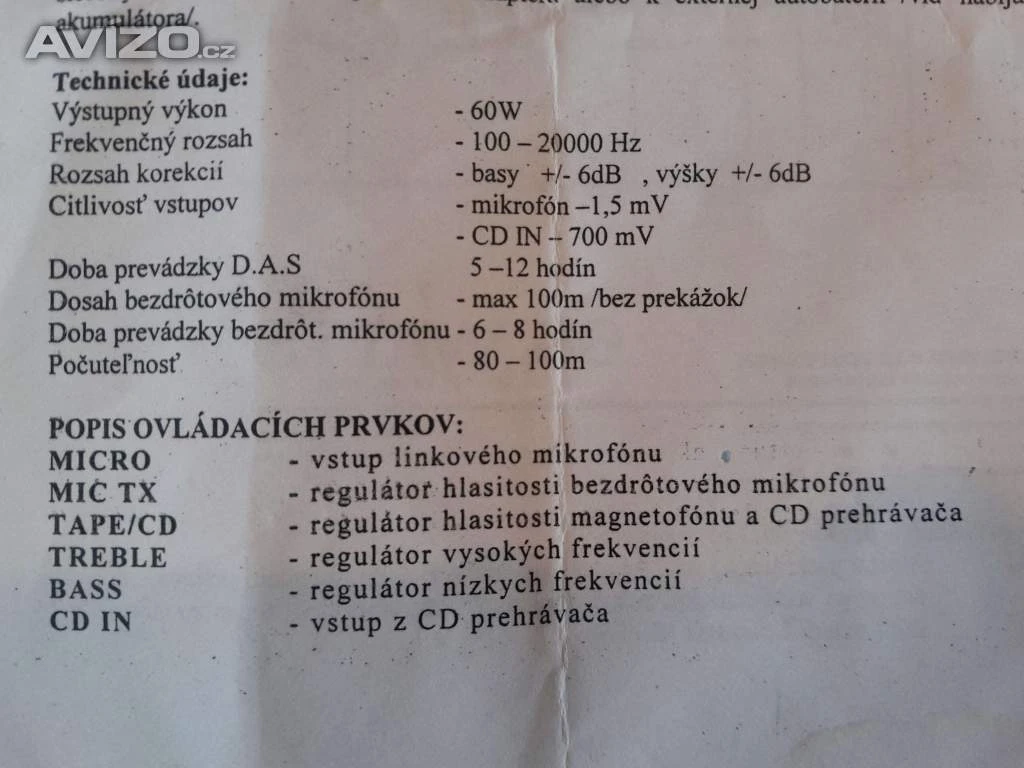 alebo k externej autobatérii /viď
akumulátora/.
AVIZO.cz
Technické údaje:
Výstupný výkon - 60W
Frekvenčný rozsah - 100 – 20000 Hz
Rozsah korekcií - basy +/- 6dB , výšky +/- 6dB
Citlivosť vstupov - mikrofón –1,5 mV
- CD IN – 700 mV
Doba prevádzky D.A.S 5 –12 hodín
Dosah bezdrôtového mikrofónu - max 100m /bez prekážok/
Doba prevádzky bezdrôt. mikrofónu - 6 – 8 hodín
Počuteľnosť - 80 – 100m
POPIS OVLÁDACÍCH PRVKOV:
MICRO - vstup linkového mikrofónu
MIC TX - regulátor hlasitosti bezdrôtového mikrofónu
TAPE/CD - regulátor hlasitosti magnetofónu a CD prehrávača
TREBLE - regulátor vysokých frekvencií
BASS - regulátor nízkych frekvencií
CD IN - vstup z CD prehrávača